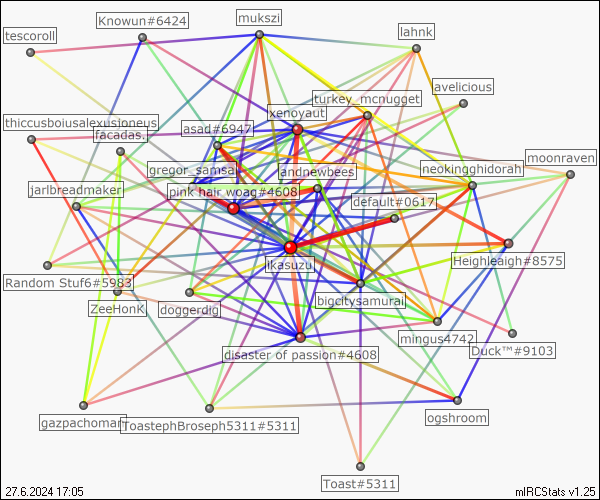 mukszi
Knowun#6424
lahnk
tescoroll
avelicious
turkey_mcnugget
xenoyaut
thiccusboiusalexusjoneus
asad#6947
facadas.
moonraven
gregor_samsa
andnewbees
neokingghidorah
jarlbreadmaker
pink hair woag#4608
default#0617
ikasuzu
Heighleaigh#8575
Random Stuf6#5983
bigcitysamurai
ZeeHonk
doggerdig
mingus4742
Duck™#9103
disaster of passion#4608
gazpachoman
ToastephBroseph5311#5311
ogshroom
Toast#5311
27.6.2024 17:05
mIRCStats v1.25